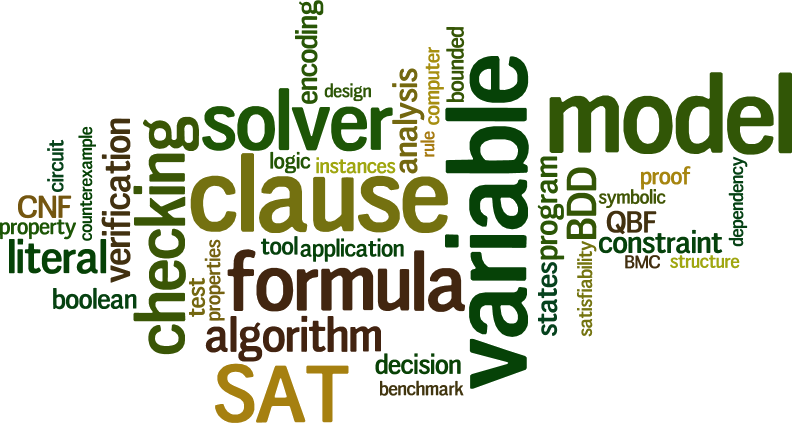 encoding
design
solver
analysis
rule
computer
bounded
variable
model
circuit
counterexample
verification
checking
logic
instances
clause
CNF
property
literal
boolean
tool
application
test
properties
formula
algorithm
SAT
decision
benchmark
states
program
BDD
satisfiability
symbolic
proof
QBF
constraint
BMC
structure
dependency